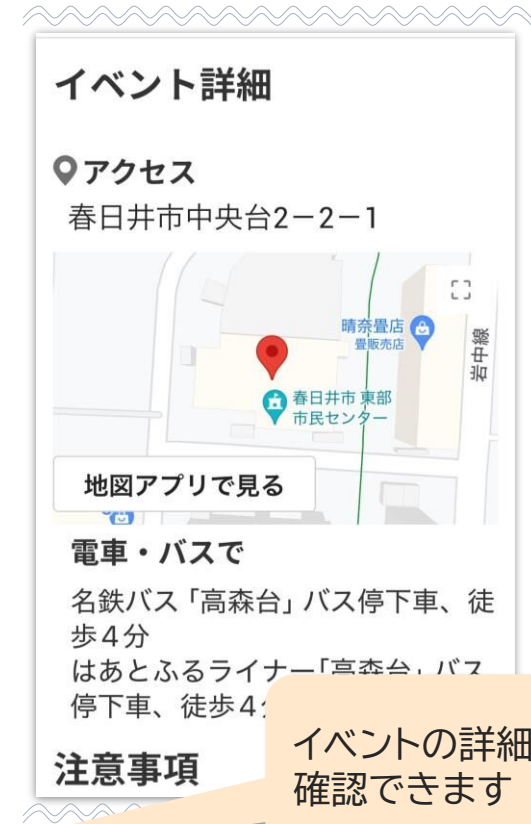 イベント詳細
アクセス
春日井市中央台2－2－1
晴奈畳店
畳販売店
岩中線
春日井市 東部
市民センター
地図アプリで見る
電車・バスで
名鉄バス「高森台」バス停下車、徒
歩4分
はあとふるライナー「高森台」バス
停下車、徒歩4
注意事項
イベントの詳細
確認できます